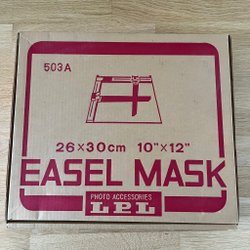 503A
26×30cm 10"×12"
EASEL MASK
PHOTO ACCESSORIES
LPL